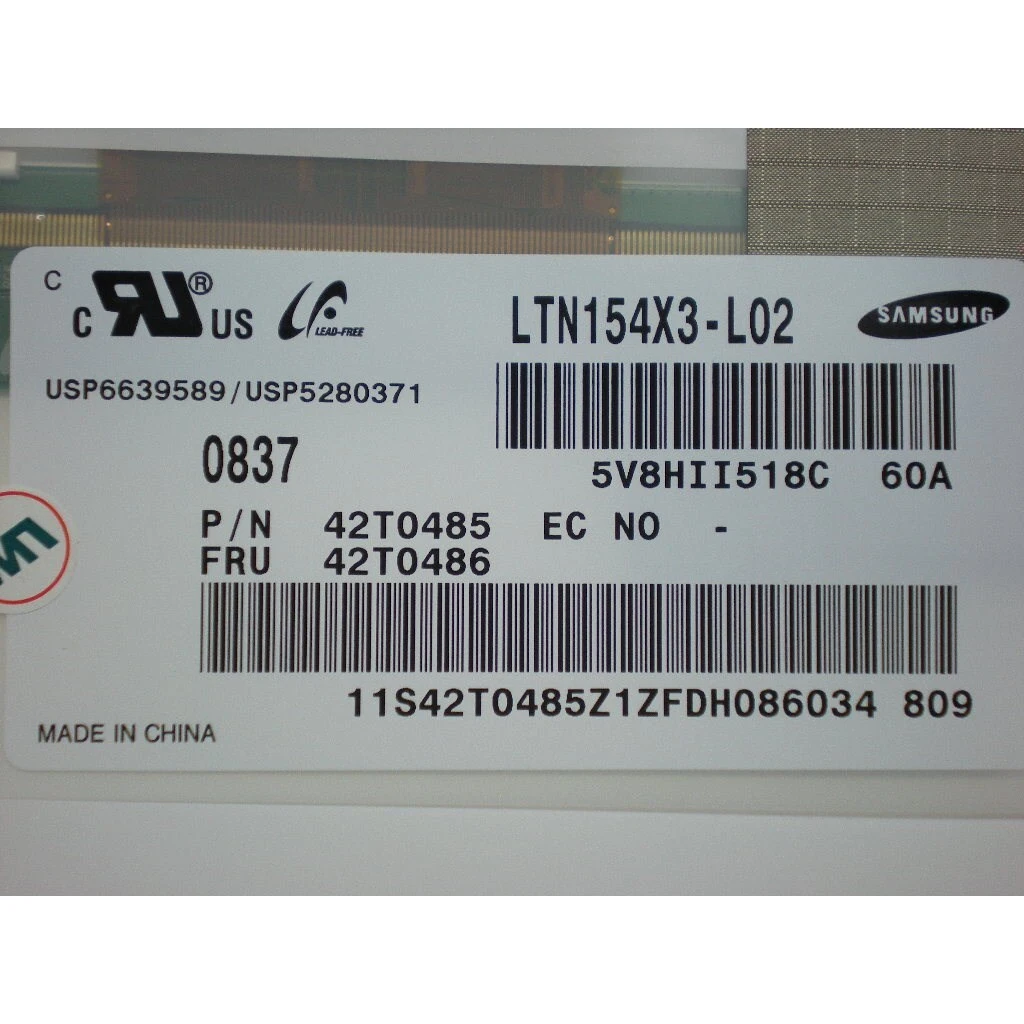 C
C RU ® US
LEAD-FREE
LTN154X3-L02
SAMSUNG
USP6639589/USP5280371
0837
5V8HII518C 60A
P/N 42T0485 EC NO -
FRU 42T0486
11S42T0485Z1ZFDH086034 809
MADE IN CHINA